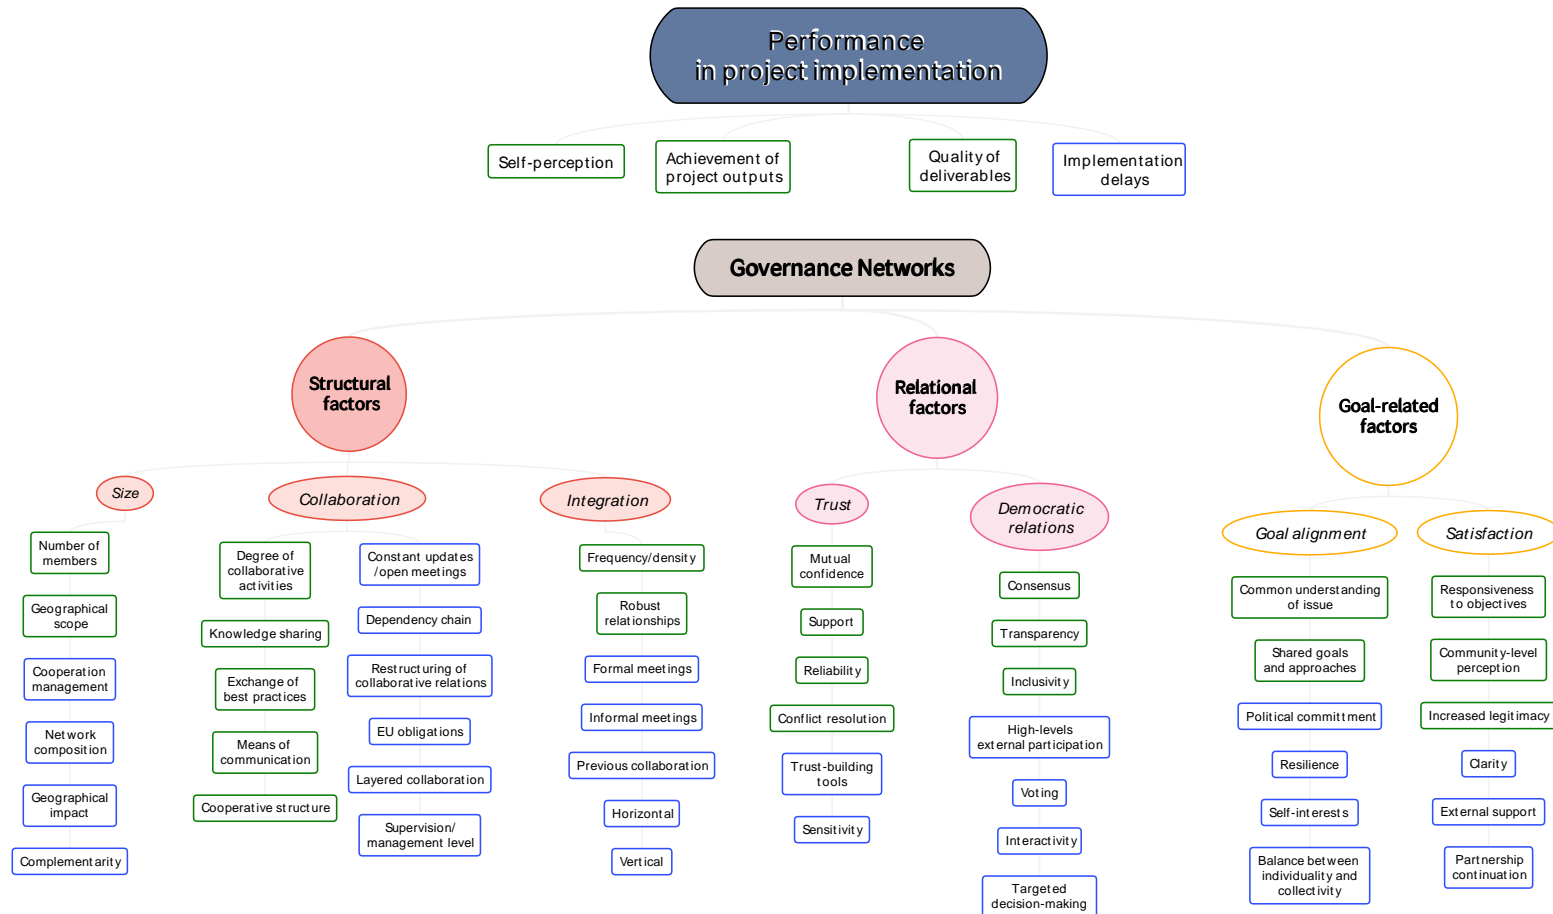 Performance
in project implementation
Self-perception
Achievement of
project outputs
Quality of
deliverables
Implementation
delays
Governance Networks
Structural
factors
Relational
factors
Goal-related
factors
Size
Collaboration
Integration
Trust
Democratic
relations
Goal alignment
Satisfaction
Number of
members
Geographical
scope
Cooperation
management
Network
composition
Geographical
impact
Complementarity
Degree of
collaborative
activities
Knowledge sharing
Exchange of
best practices
Means of
communication
Cooperative structure
Constant updates
/open meetings
Dependency chain
Restructuring of
collaborative relations
EU obligations
Layered collaboration
Supervision/
management level
Frequency/density
Robust
relationships
Formal meetings
Informal meetings
Previous collaboration
Horizontal
Vertical
Mutual
confidence
Support
Reliability
Conflict resolution
Trust-building
tools
Sensitivity
Consensus
Transparency
Inclusivity
High-levels
external participation
Voting
Interactivity
Targeted
decision-making
Common understanding
of issue
Shared goals
and approaches
Political committment
Resilience
Self-interests
Balance between
individuality and
collectivity
Responsiveness
to objectives
Community-level
perception
Increased legitimacy
Clarity
External support
Partnership
continuation